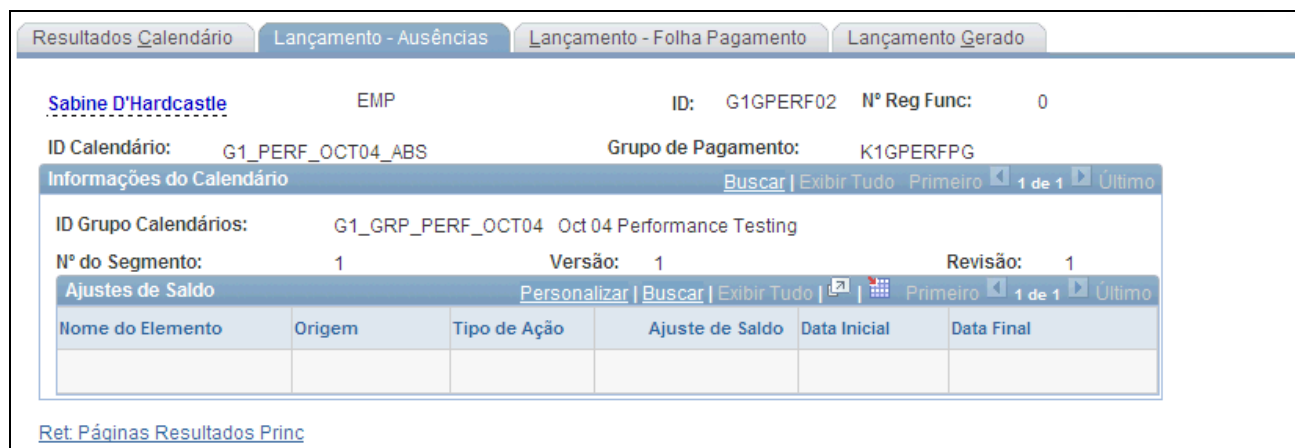 Resultados Calendário Lançamento - Ausências Lançamento - Folha Pagamento Lançamento Gerado
Sabine D'Hardcastle EMP ID: G1GPERF02 Nº Reg Func: 0
ID Calendário: G1_PERF_OCT04_ABS Grupo de Pagamento: K1GPERFPG
Informações do Calendário Buscar | Exibir Tudo Primeiro 1 de 1 Último
ID Grupo Calendários: G1_GRP_PERF_OCT04 Oct 04 Performance Testing
Nº do Segmento: 1 Versão: 1 Revisão: 1
Ajustes de Saldo Personalizar | Buscar | Exibir Tudo | | Primeiro 1 de 1 Último
Nome do Elemento Origem Tipo de Ação Ajuste de Saldo Data Inicial Data Final
Ret: Páginas Resultados Princ